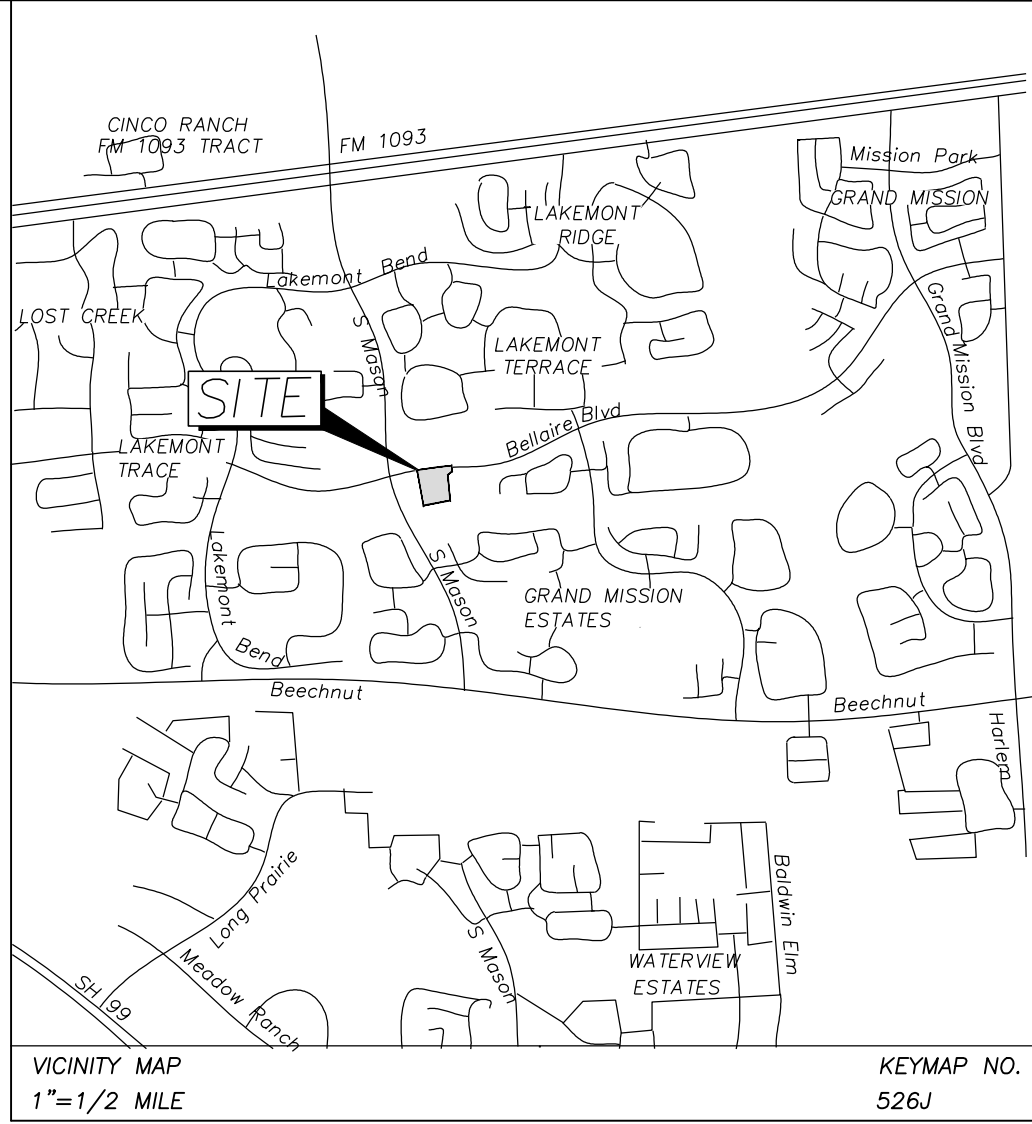 CINCO RANCH
FM 1093 TRACT
FM 1093
Mission Park
GRAND MISSION
LAKEMONT
RIDGE
Lakemont Bend
LOST CREEK
S Mason
Grand Mission Blvd
LAKEMONT
TERRACE
SITE
Bellaire Blvd
LAKEMONT
TRACE
Lakemont
Bend
S Mason
GRAND MISSION
ESTATES
Beechnut
Beechnut
Harlem
Long Prairie
Baldwin Elm
S Mason
WATERVIEW
ESTATES
Meadow Ranch
SH 99
VICINITY MAP
1"=1/2 MILE
KEYMAP NO.
526J